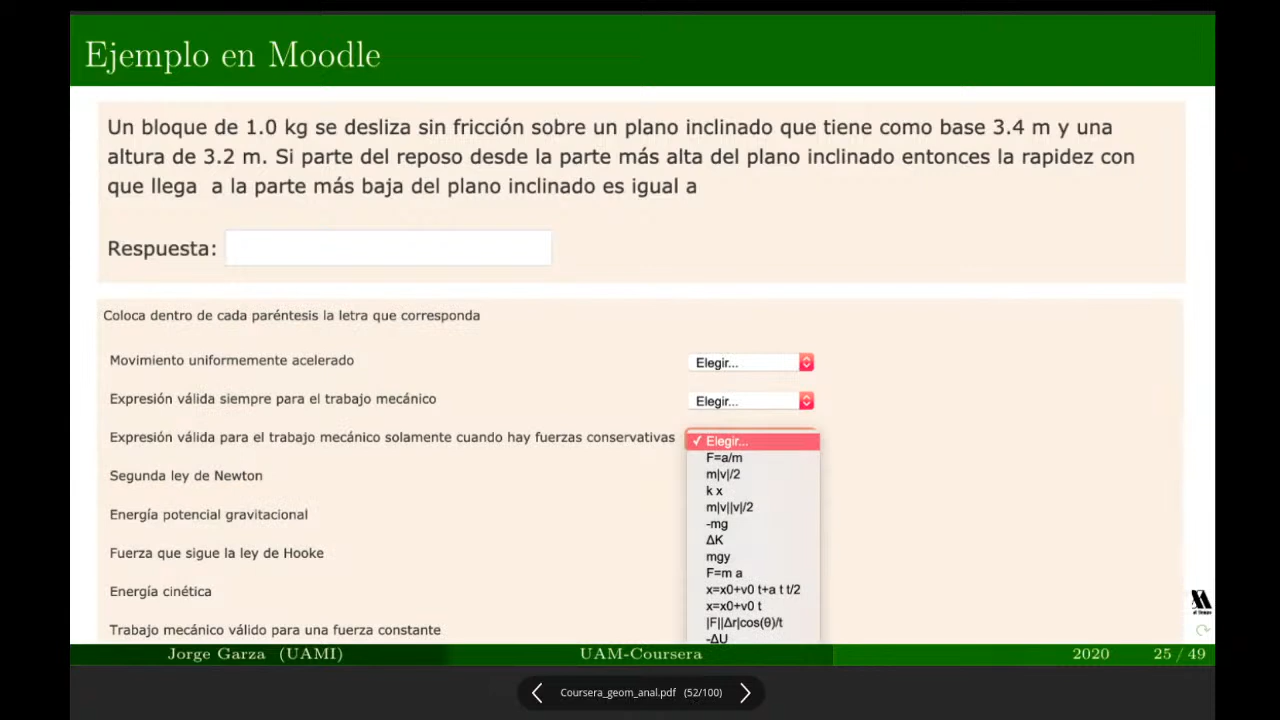 Ejemplo en Moodle
Un bloque de 1.0 kg se desliza sin fricción sobre un plano inclinado que tiene como base 3.4 m y una
altura de 3.2 m. Si parte del reposo desde la parte más alta del plano inclinado entonces la rapidez con
que llega a la parte más baja del plano inclinado es igual a
Respuesta:
Coloca dentro de cada paréntesis la letra que corresponda
Movimiento uniformemente acelerado
Elegir...
Expresión válida siempre para el trabajo mecánico
Elegir...
Expresión válida para el trabajo mecánico solamente cuando hay fuerzas conservativas
✓ Elegir...
F=a/m
m|v|/2
k x
m|v||v|/2
-mg
ΔK
mgy
F=m a
x=x0+v0 t+a t t/2
x=x0+v0 t
|F||Δr|cos(θ)/t
-ΔU
Segunda ley de Newton
Energía potencial gravitacional
Fuerza que sigue la ley de Hooke
Energía cinética
Trabajo mecánico válido para una fuerza constante
Jorge Garza (UAMI)
UAM-Coursera
2020
25 / 49
Coursera_geom_anal.pdf (52/100)